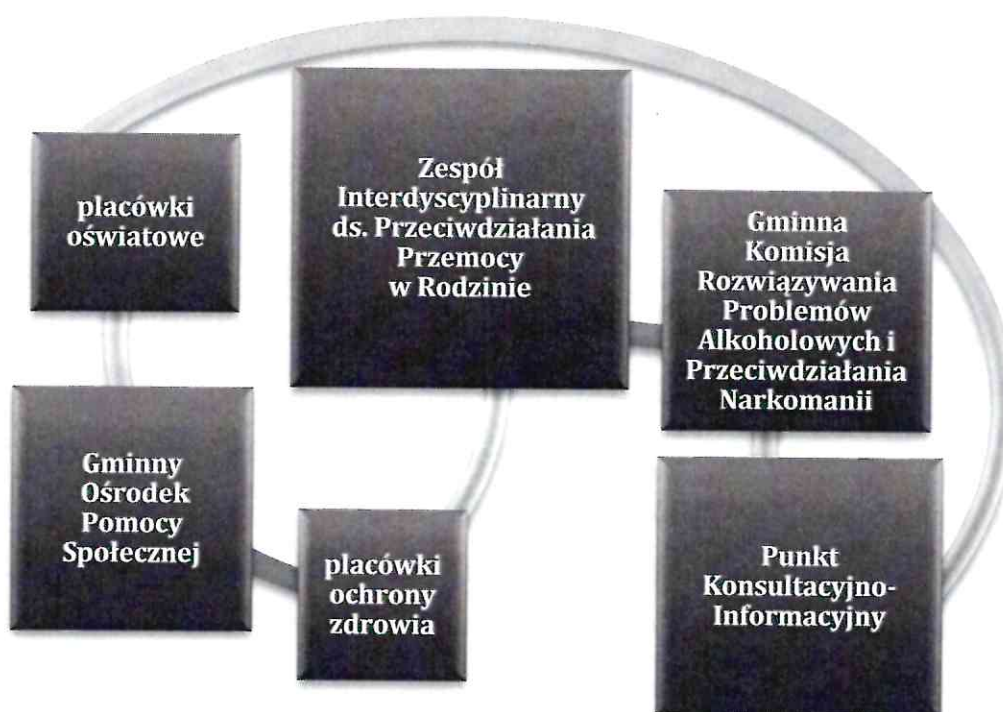 placówki
oświatowe
Zespół
Interdyscyplinarny
ds. Przeciwdziałania
Przemocy
w Rodzinie
Gminna
Komisja
Rozwiązywania
Problemów
Alkoholowych i
Przeciwdziałania
Narkomanii
Gminny
Ośrodek
Pomocy
Społecznej
placówki
ochrony
zdrowia
Punkt
Konsultacyjno-
Informacyjny